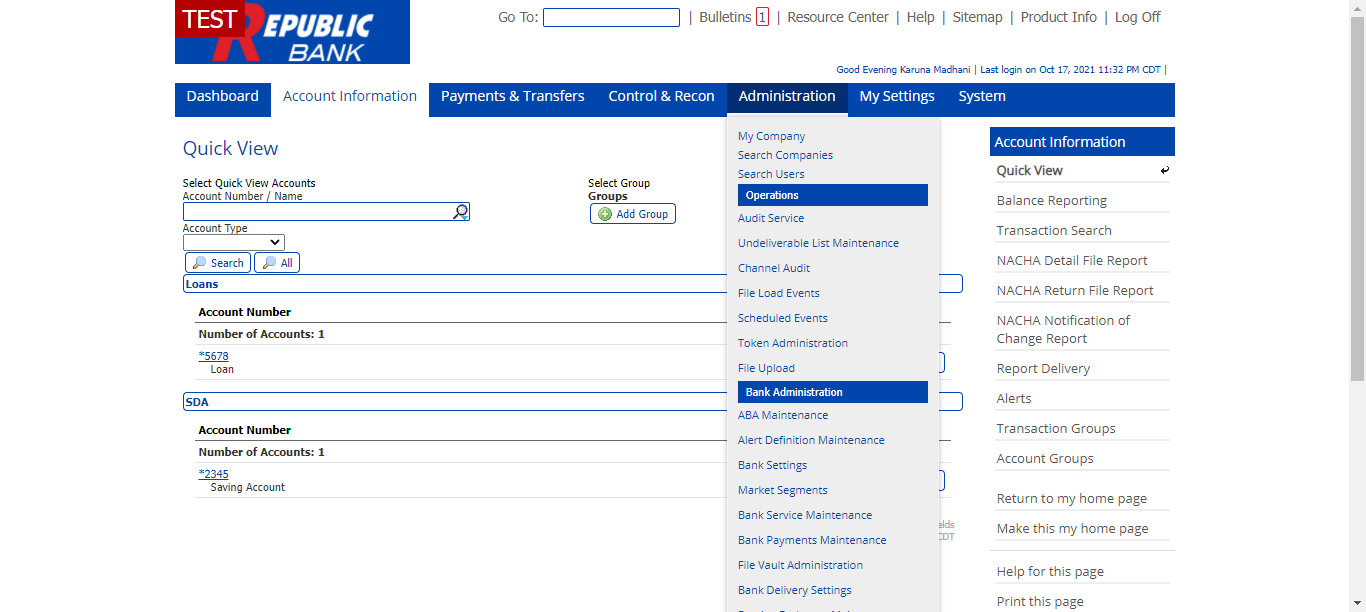 TEST
REPUBLIC
BANK
Go To: | Bulletins 1 | Resource Center | Help | Sitemap | Product Info | Log Off
Good Evening Karuna Madhani | Last login on Oct 17, 2021 11:32 PM CDT |
Dashboard Account Information Payments & Transfers Control & Recon Administration My Settings System
Quick View
Select Quick View Accounts
Account Number / Name
Account Type
Search All
Select Group
Groups
Add Group
Loans
Account Number
Number of Accounts: 1
*5678
Loan
SDA
Account Number
Number of Accounts: 1
*2345
Saving Account
elds
CDT
My Company
Search Companies
Search Users
Operations
Audit Service
Undeliverable List Maintenance
Channel Audit
File Load Events
Scheduled Events
Token Administration
File Upload
Bank Administration
ABA Maintenance
Alert Definition Maintenance
Bank Settings
Market Segments
Bank Service Maintenance
Bank Payments Maintenance
File Vault Administration
Bank Delivery Settings
Account Information
Quick View
Balance Reporting
Transaction Search
NACHA Detail File Report
NACHA Return File Report
NACHA Notification of
Change Report
Report Delivery
Alerts
Transaction Groups
Account Groups
Return to my home page
Make this my home page
Help for this page
Print this page